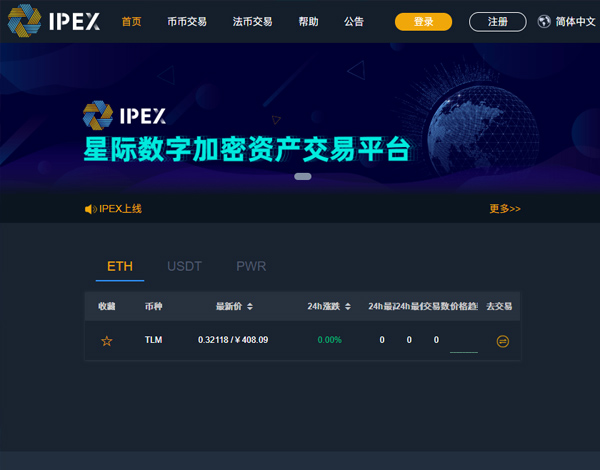 IPEX 首页 币币交易 法币交易 帮助 公告 登录 注册 简体中文
IPEX
星际数字加密资产交易平台
IPEX上线 更多>>
ETH USDT PWR
收藏 币种 最新价 24h涨跌 24h最 24h最 交易数 价格趋 去交易
TLM 0.32118 /￥408.09 0.00% 0 0 0